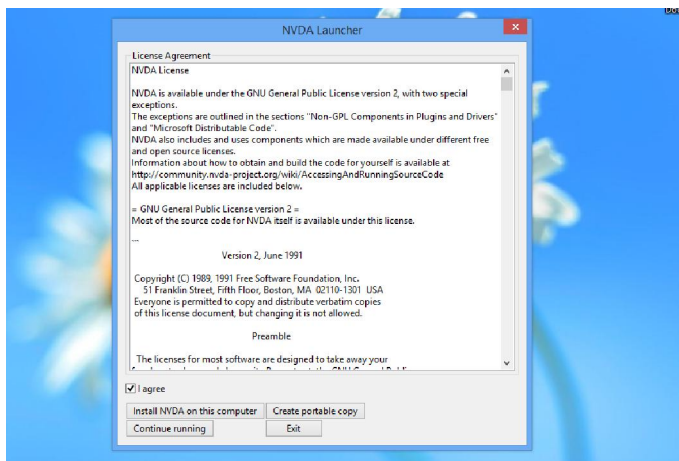 NVDA Launcher
License Agreement
NVDA License
NVDA is available under the GNU General Public License version 2, with two special
exceptions.
The exceptions are outlined in the sections "Non-GPL Components in Plugins and Drivers"
and "Microsoft Distributable Code".
NVDA also includes and uses components which are made available under different free
and open source licenses.
Information about how to obtain and build the code for yourself is available at
http://community.nvda-project.org/wiki/AccessingAndRunningSourceCode
All applicable licenses are included below.
= GNU General Public License version 2 =
Most of the source code for NVDA itself is available under this license.
---
Version 2, June 1991
Copyright (C) 1989, 1991 Free Software Foundation, Inc.
51 Franklin Street, Fifth Floor, Boston, MA 02110-1301 USA
Everyone is permitted to copy and distribute verbatim copies
of this license document, but changing it is not allowed.
Preamble
The licenses for most software are designed to take away your
I agree
Install NVDA on this computer Create portable copy
Continue running Exit